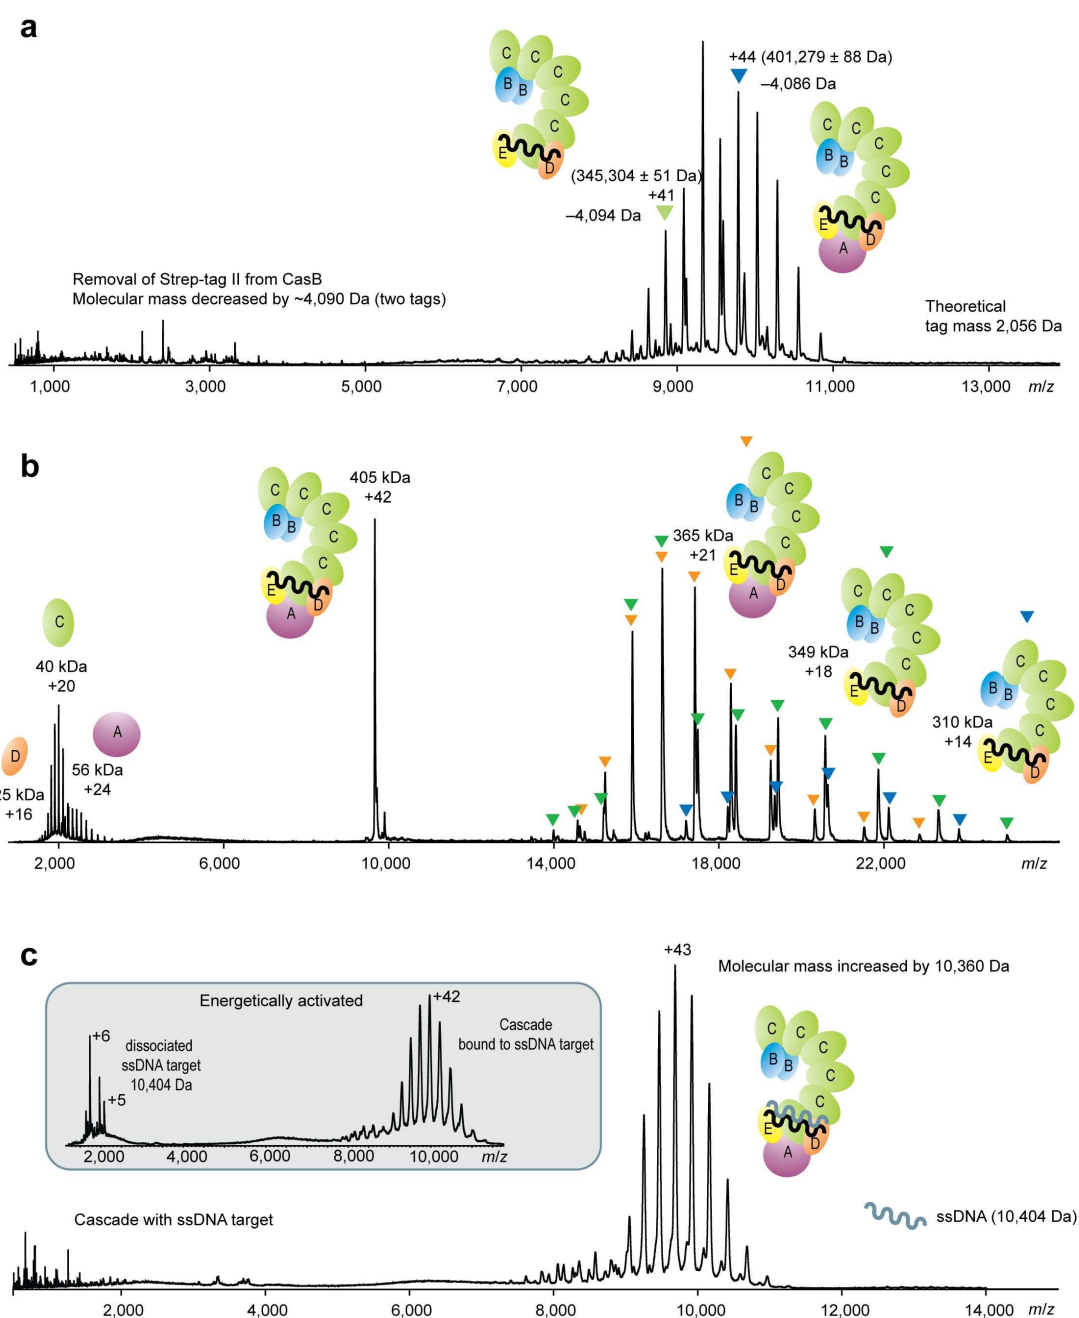 a
C C C C C B B E D
+44 (401,279 ± 88 Da)
–4,086 Da
C C C C C B B E D A
(345,304 ± 51 Da)
+41
–4,094 Da
Removal of Strep-tag II from CasB
Molecular mass decreased by ~4,090 Da (two tags)
Theoretical
tag mass 2,056 Da
1,000 3,000 5,000 7,000 9,000 11,000 13,000 m/z
b
405 kDa
+42
C C C C C B B E D A
C
40 kDa
+20
A
D
56 kDa
+24
25 kDa
+16
365 kDa
+21
C C C C B B E D A
349 kDa
+18
C C C C C B B E D
310 kDa
+14
C C C C B B E D
2,000 6,000 10,000 14,000 18,000 22,000 m/z
c
+43
Molecular mass increased by 10,360 Da
Energetically activated
+42
+6
dissociated
ssDNA target
10,404 Da
+5
Cascade
bound to ssDNA target
2,000 4,000 6,000 8,000 10,000 m/z
C C C C C B B E D A
Cascade with ssDNA target
ssDNA (10,404 Da)
2,000 4,000 6,000 8,000 10,000 12,000 14,000 m/z